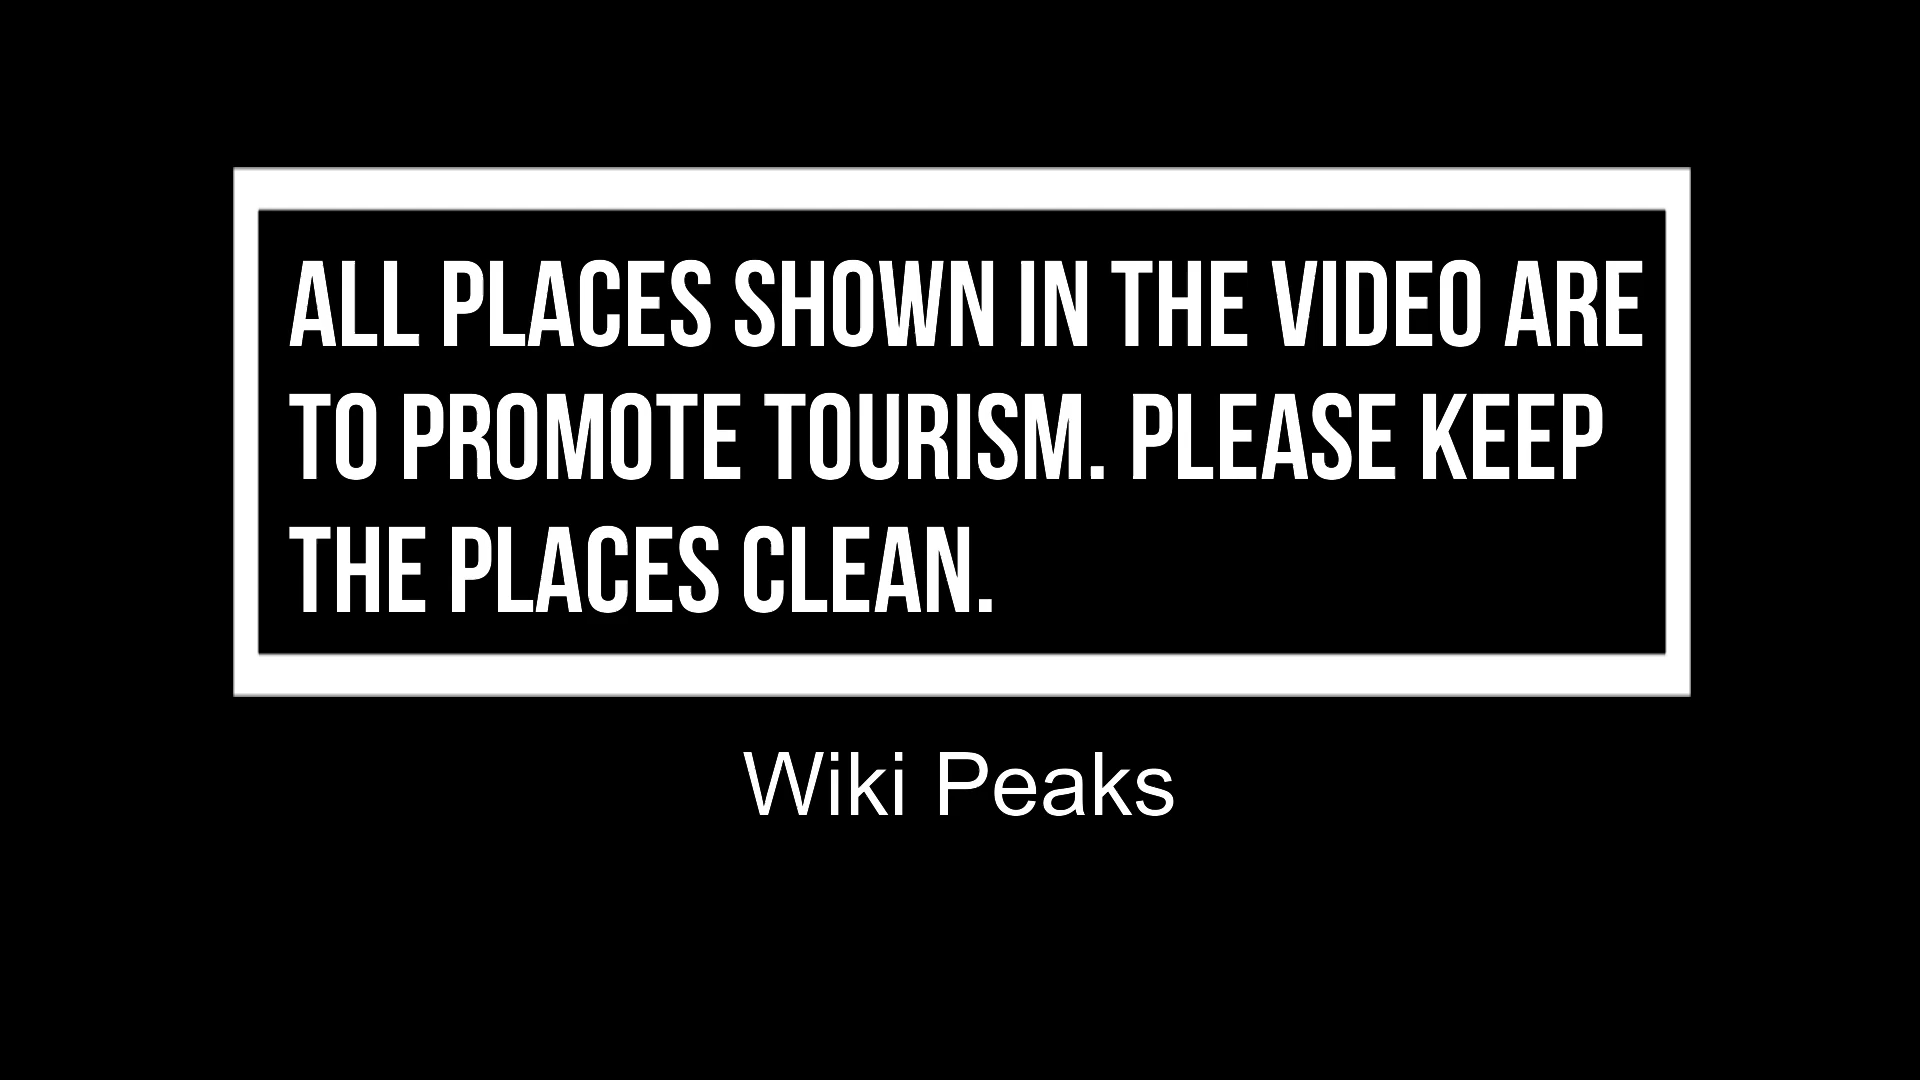 ALL PLACES SHOWN IN THE VIDEO ARE
TO PROMOTE TOURISM. PLEASE KEEP
THE PLACES CLEAN.
Wiki Peaks